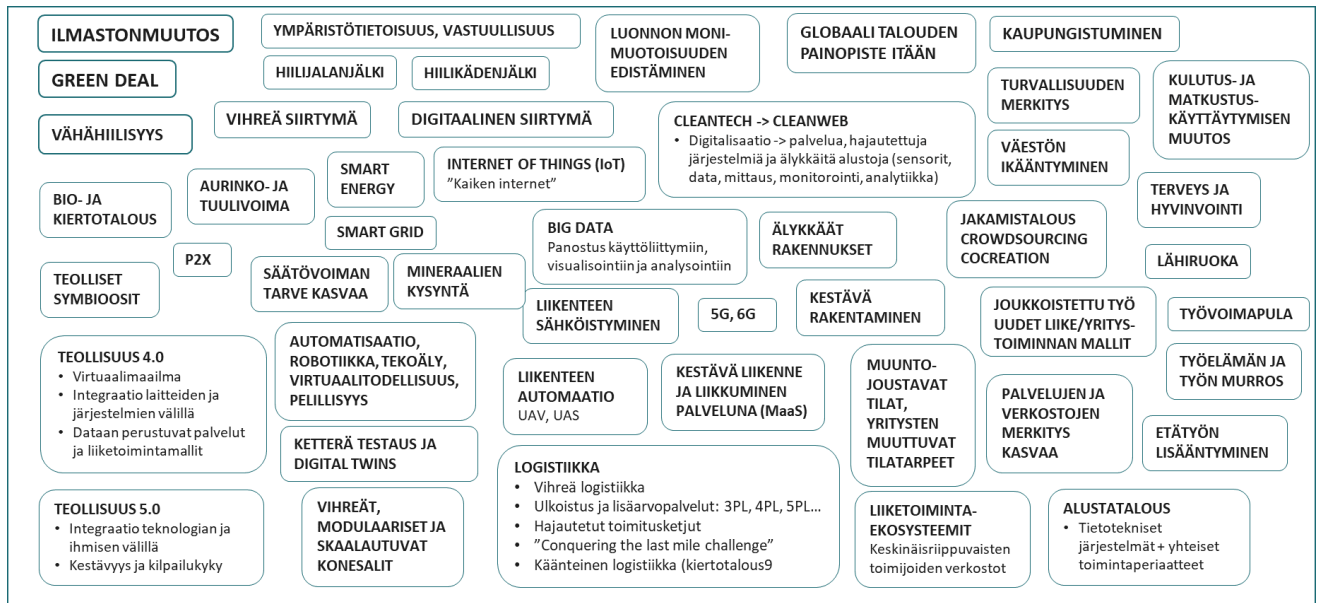 ILMASTONMUUTOS
GREEN DEAL
VÄHÄHIILISYYS
YMPÄRISTÖTIETOISUUS, VASTUULLISUUS
HIILIJALANJÄLKI
HIILIKÄDENJÄLKI
VIHREÄ SIIRTYMÄ
DIGITAALINEN SIIRTYMÄ
LUONNON MONI-
MUOTOISUUDEN
EDISTÄMINEN
GLOBAALI TALOUDEN
PAINOPISTE ITÄÄN
KAUPUNGISTUMINEN
TURVALLISUUDEN
MERKITYS
KULUTUS- JA
MATKUSTUS-
KÄYTTÄYTYMISEN
MUUTOS
CLEANTECH -> CLEANWEB
• Digitalisaatio -> palvelua, hajautettuja
järjestelmiä ja älykkäitä alustoja (sensorit,
data, mittaus, monitorointi, analytiikka)
VÄESTÖN
IKÄÄNTYMINEN
BIO- JA
KIERTOTALOUS
AURINKO- JA
TUULIVOIMA
SMART
ENERGY
INTERNET OF THINGS (IoT)
”Kaiken internet”
TERVEYS JA
HYVINVOINTI
SMART GRID
BIG DATA
Panostus käyttöliittymiin,
visualisointiin ja analysointiin
ÄLYKKÄÄT
RAKENNUKSET
JAKAMISTALOUS
CROWDSOURCING
COCREATION
LÄHIRUOKA
P2X
TEOLLISET
SYMBIOOSIT
SÄÄTÖVOIMAN
TARVE KASVAA
MINERAALIEN
KYSYNTÄ
LIIKENTEEN
SÄHKÖISTYMINEN
5G, 6G
KESTÄVÄ
RAKENTAMINEN
JOUKKOISTETTU TYÖ
UUDET LIIKE/YRITYS-
TOIMINNAN MALLIT
TYÖVOIMAPULA
TEOLLISUUS 4.0
• Virtuaalimaailma
• Integraatio laitteiden ja
järjestelmien välillä
• Dataan perustuvat palvelut
ja liiketoimintamallit
AUTOMATISAATIO,
ROBOTIIKKA, TEKOÄLY,
VIRTUAALITODELLISUUS,
PELILLISYYS
LIIKENTEEN
AUTOMAATIO
UAV, UAS
KESTÄVÄ LIIKENNE
JA LIIKKUMINEN
PALVELUNA (MaaS)
MUUNTO-
JOUSTAVAT
TILAT,
YRITYSTEN
MUUTTUVAT
TILATARPEET
PALVELUJEN JA
VERKOSTOJEN
MERKITYS
KASVAA
TYÖELÄMÄN JA
TYÖN MURROS
ETÄTYÖN
LISÄÄNTYMINEN
KETTERÄ TESTAUS JA
DIGITAL TWINS
TEOLLISUUS 5.0
• Integraatio teknologian ja
ihmisen välillä
• Kestävyys ja kilpailukyky
VIHREÄT,
MODULAARISET JA
SKAALAUTUVAT
KONESALIT
LOGISTIIKKA
• Vihreä logistiikka
• Ulkoistus ja lisäarvopalvelut: 3PL, 4PL, 5PL…
• Hajautetut toimitusketjut
• ”Conquering the last mile challenge”
• Käänteinen logistiikka (kiertotalous9
LIIKETOIMINTA-
EKOSYSTEEMIT
Keskinäisriippuvaisten
toimijoiden verkostot
ALUSTATALOUS
• Tietotekniset
järjestelmät + yhteiset
toimintaperiaatteet